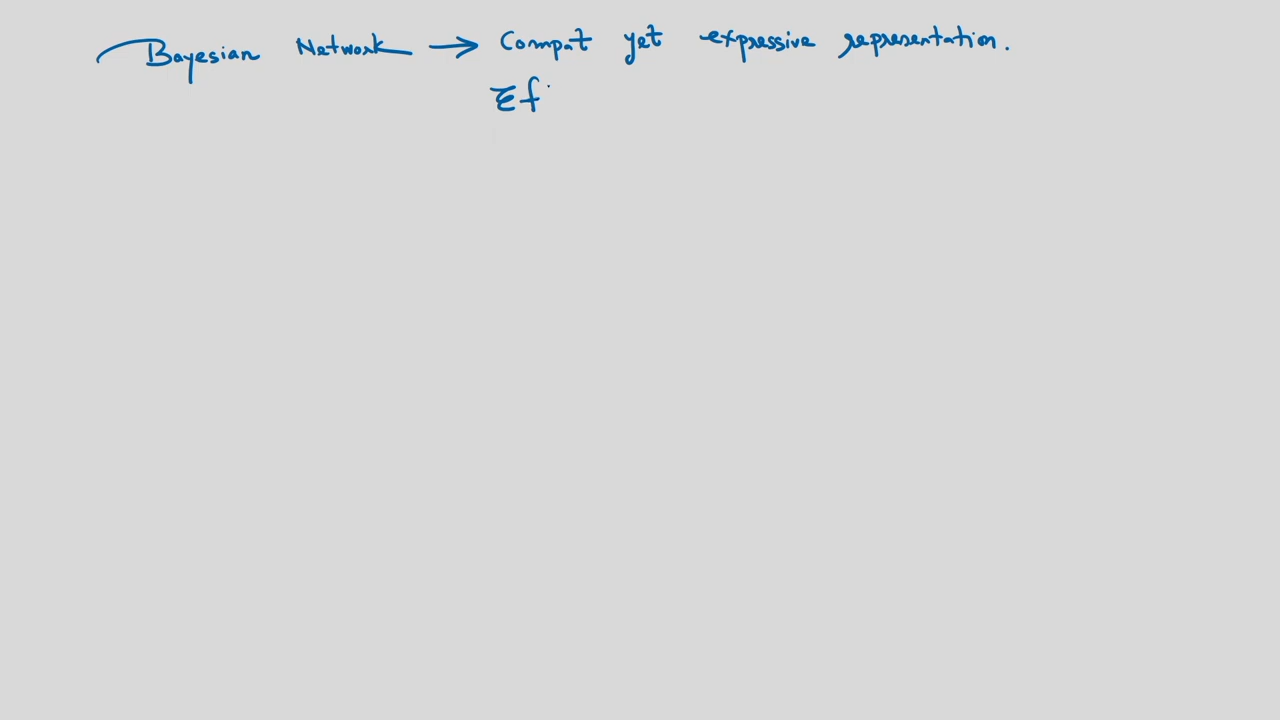 Bayesian Network → Compat yet expressive representation.
Ef